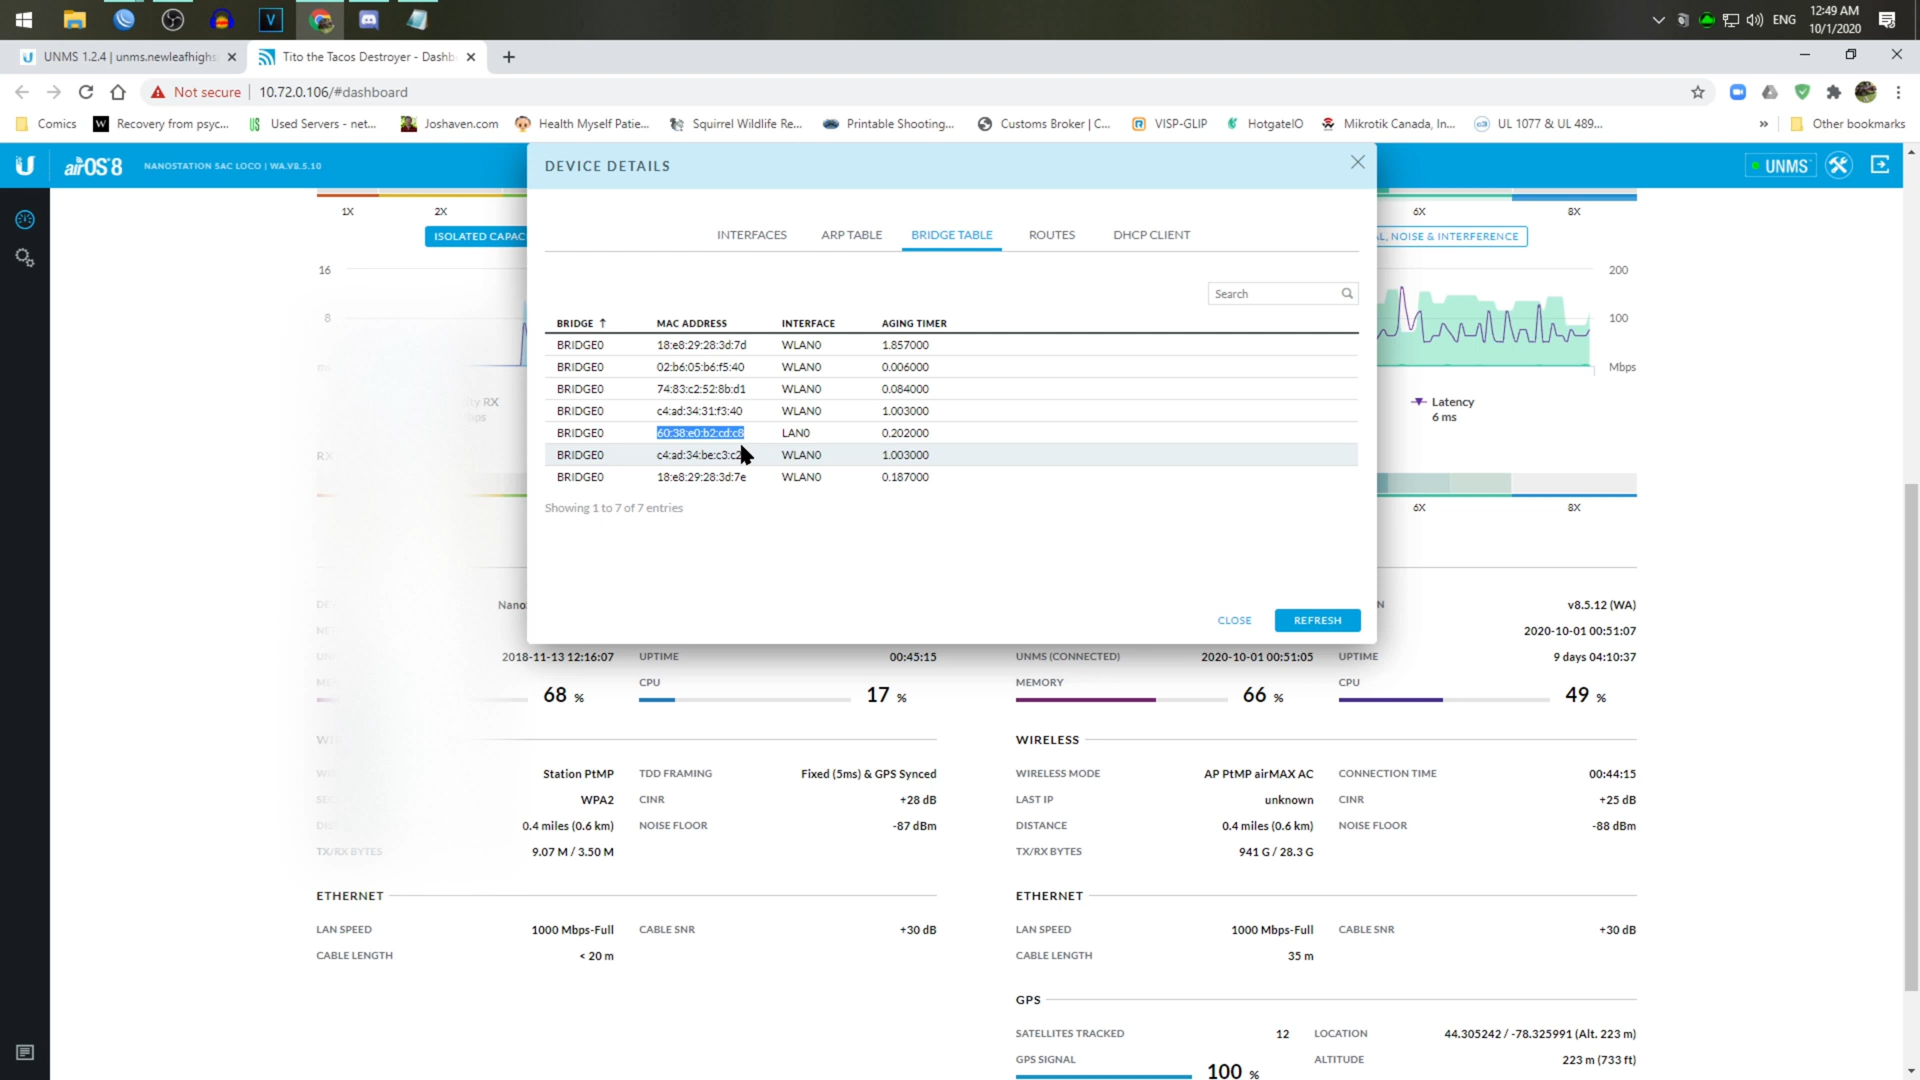 ENG
12:49 AM
10/1/2020
UNMS 1.2.4 | unms.newleafhighs
Tito the Tacos Destroyer - Dashb
Not secure
10.72.0.106/#dashboard
Comics
Recovery from psyc...
Used Servers - net...
Joshaven.com
Health Myself Patie...
Squirrel Wildlife Re...
Printable Shooting...
Customs Broker | C...
VISP-GLIP
HotgateIO
Mikrotik Canada, In...
UL 1077 & UL 489...
Other bookmarks
airOS 8
NANOSTATION 5AC LOCO | WA.V8.5.10
UNMS
DEVICE DETAILS
INTERFACES
ARP TABLE
BRIDGE TABLE
ROUTES
DHCP CLIENT
Search
BRIDGE MAC ADDRESS INTERFACE AGING TIMER
BRIDGE0 18:e8:29:28:3d:7d WLAN0 1.857000
BRIDGE0 02:b6:05:b6:f5:40 WLAN0 0.006000
BRIDGE0 74:83:c2:52:8b:d1 WLAN0 0.084000
BRIDGE0 c4:ad:34:31:f3:40 WLAN0 1.003000
BRIDGE0 60:38:e0:b2:cd:c8 LAN0 0.202000
BRIDGE0 c4:ad:34:be:c3:c2 WLAN0 1.003000
BRIDGE0 18:e8:29:28:3d:7e WLAN0 0.187000
Showing 1 to 7 of 7 entries
CLOSE
REFRESH
1X 2X
ISOLATED CAPAC
16
8
6X 8X
L, NOISE & INTERFERENCE
200
100
Mbps
Latency
6 ms
6X 8X
Nano
N v8.5.12 (WA)
2020-10-01 00:51:07
2018-11-13 12:16:07 UPTIME 00:45:15
CPU
68 % 17 %
UNMS (CONNECTED) 2020-10-01 00:51:05 UPTIME 9 days 04:10:37
MEMORY CPU
66 % 49 %
Station PtMP TDD FRAMING Fixed (5ms) & GPS Synced
WPA2 CINR +28 dB
0.4 miles (0.6 km) NOISE FLOOR -87 dBm
TX/RX BYTES 9.07 M / 3.50 M
WIRELESS
WIRELESS MODE AP PtMP airMAX AC CONNECTION TIME 00:44:15
LAST IP unknown CINR +25 dB
DISTANCE 0.4 miles (0.6 km) NOISE FLOOR -88 dBm
TX/RX BYTES 941 G / 28.3 G
ETHERNET
LAN SPEED 1000 Mbps-Full CABLE SNR +30 dB
CABLE LENGTH < 20 m
ETHERNET
LAN SPEED 1000 Mbps-Full CABLE SNR +30 dB
CABLE LENGTH 35 m
GPS
SATELLITES TRACKED 12 LOCATION 44.305242 / -78.325991 (Alt. 223 m)
GPS SIGNAL 100 % ALTITUDE 223 m (733 ft)